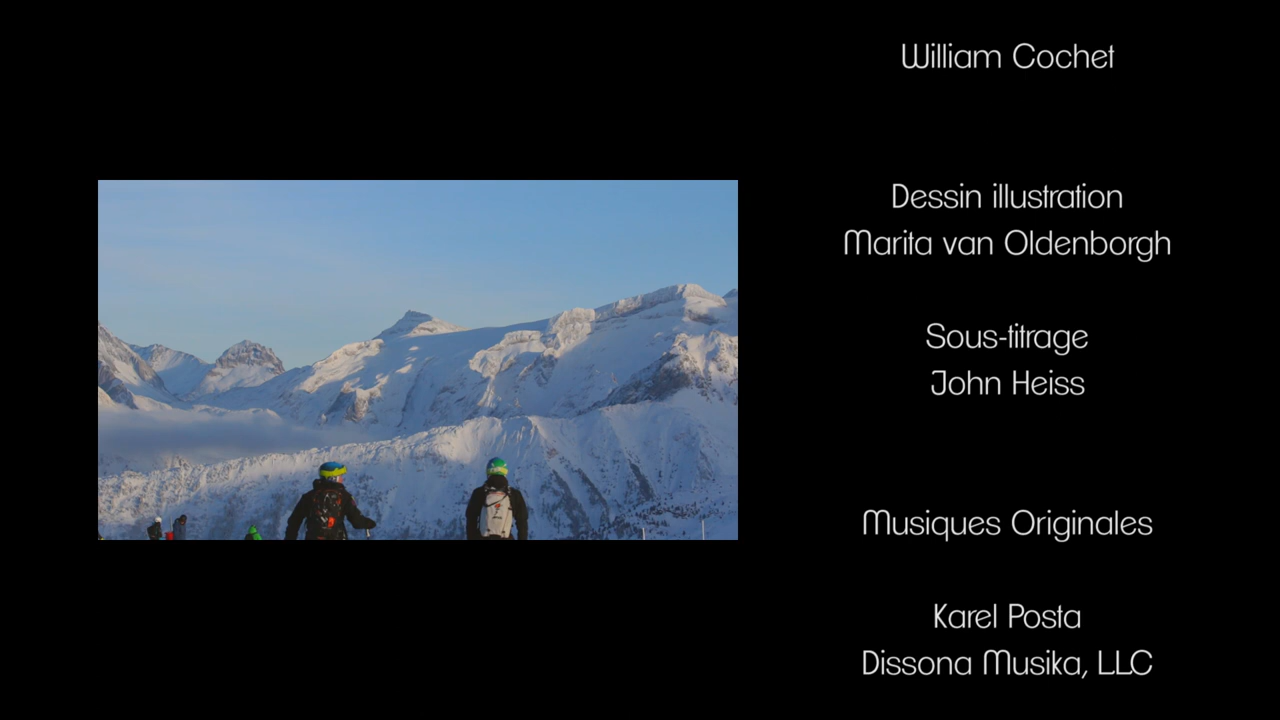 William Cochet
Dessin illustration
Marita van Oldenborgh
Sous-titrage
John Heiss
Musiques Originales
Karel Posta
Dissona Musika, LLC